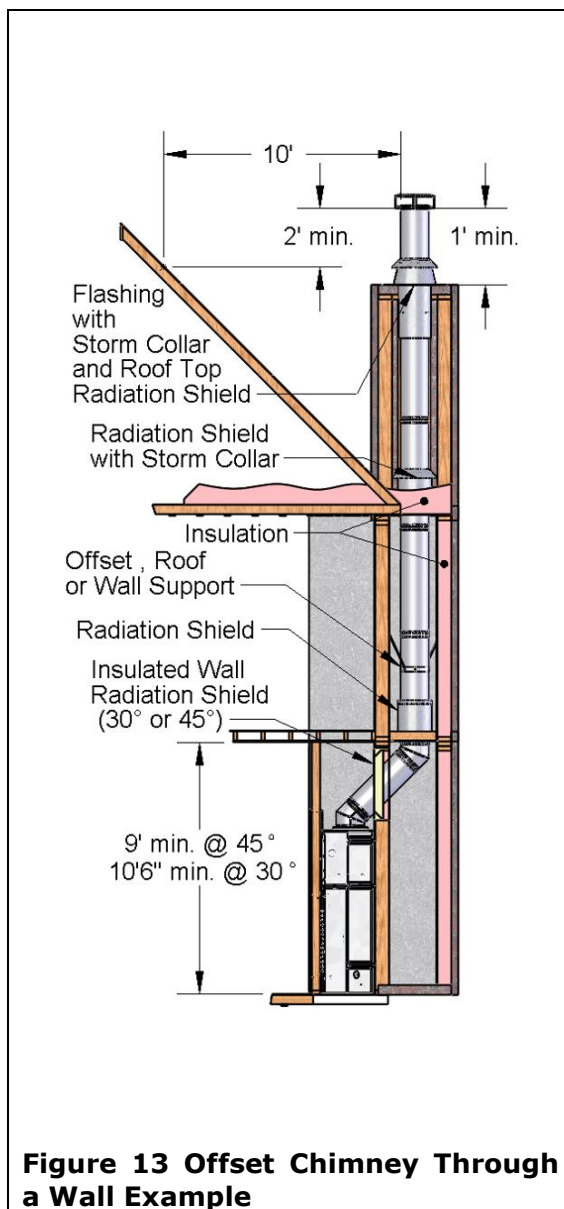 10'
2' min.
1' min.
Flashing
with
Storm Collar
and Roof Top
Radiation Shield
Radiation Shield
with Storm Collar
Insulation
Offset , Roof
or Wall Support
Radiation Shield
Insulated Wall
Radiation Shield
(30° or 45°)
9' min. @ 45°
10'6" min. @ 30°
Figure 13 Offset Chimney Through
a Wall Example